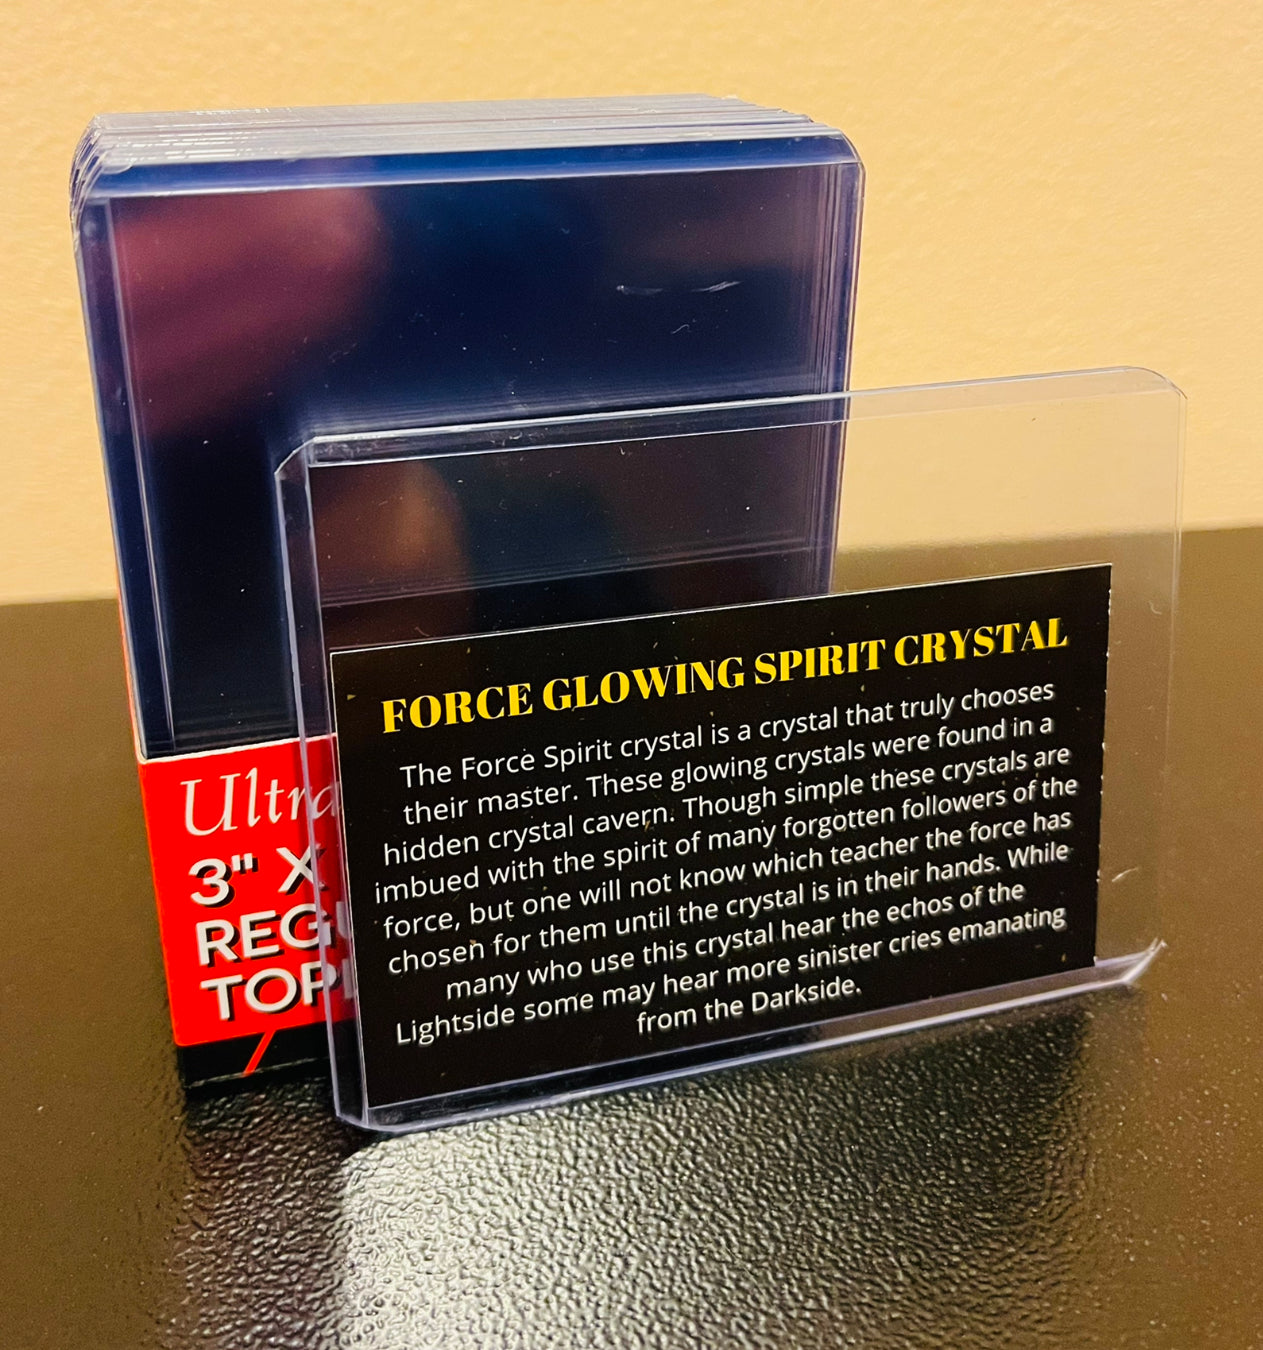 Ultra
3" X
REG
TOP
FORCE GLOWING SPIRIT CRYSTAL
The Force Spirit crystal is a crystal that truly chooses
their master. These glowing crystals were found in a
hidden crystal cavern. Though simple these crystals are
imbued with the spirit of many forgotten followers of the
force, but one will not know which teacher the force has
chosen for them until the crystal is in their hands. While
many who use this crystal hear the echos of the
Lightside some may hear more sinister cries emanating
from the Darkside.